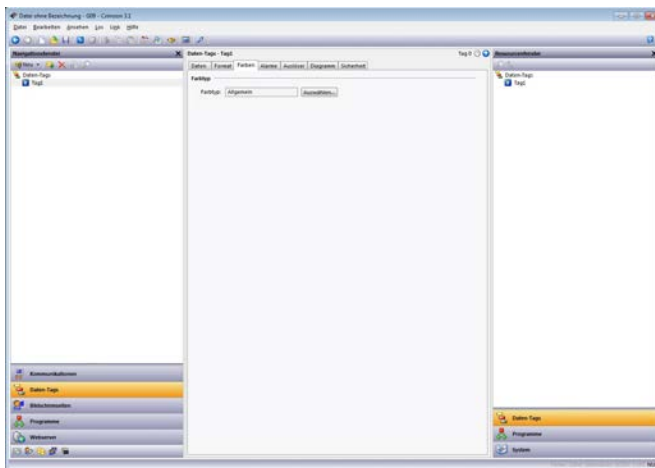 Datei ohne Bezeichnung - G09 - Crimson 3.1
Datei Bearbeiten Ansehen Los Link Hilfe
Navigationsfenster
Neu
Daten-Tags
Tag1
Kommunikationen
Daten-Tags
Bildschirmseiten
Programme
Webserver
Daten-Tags - Tag1
Tag 0
Daten Format Farben Alarme Auslöser Diagramm Sicherheit
Farbtyp
Farbtyp: Allgemein Auswählen...
Ressourcenfenster
Daten-Tags
Tag1
Daten-Tags
Programme
System